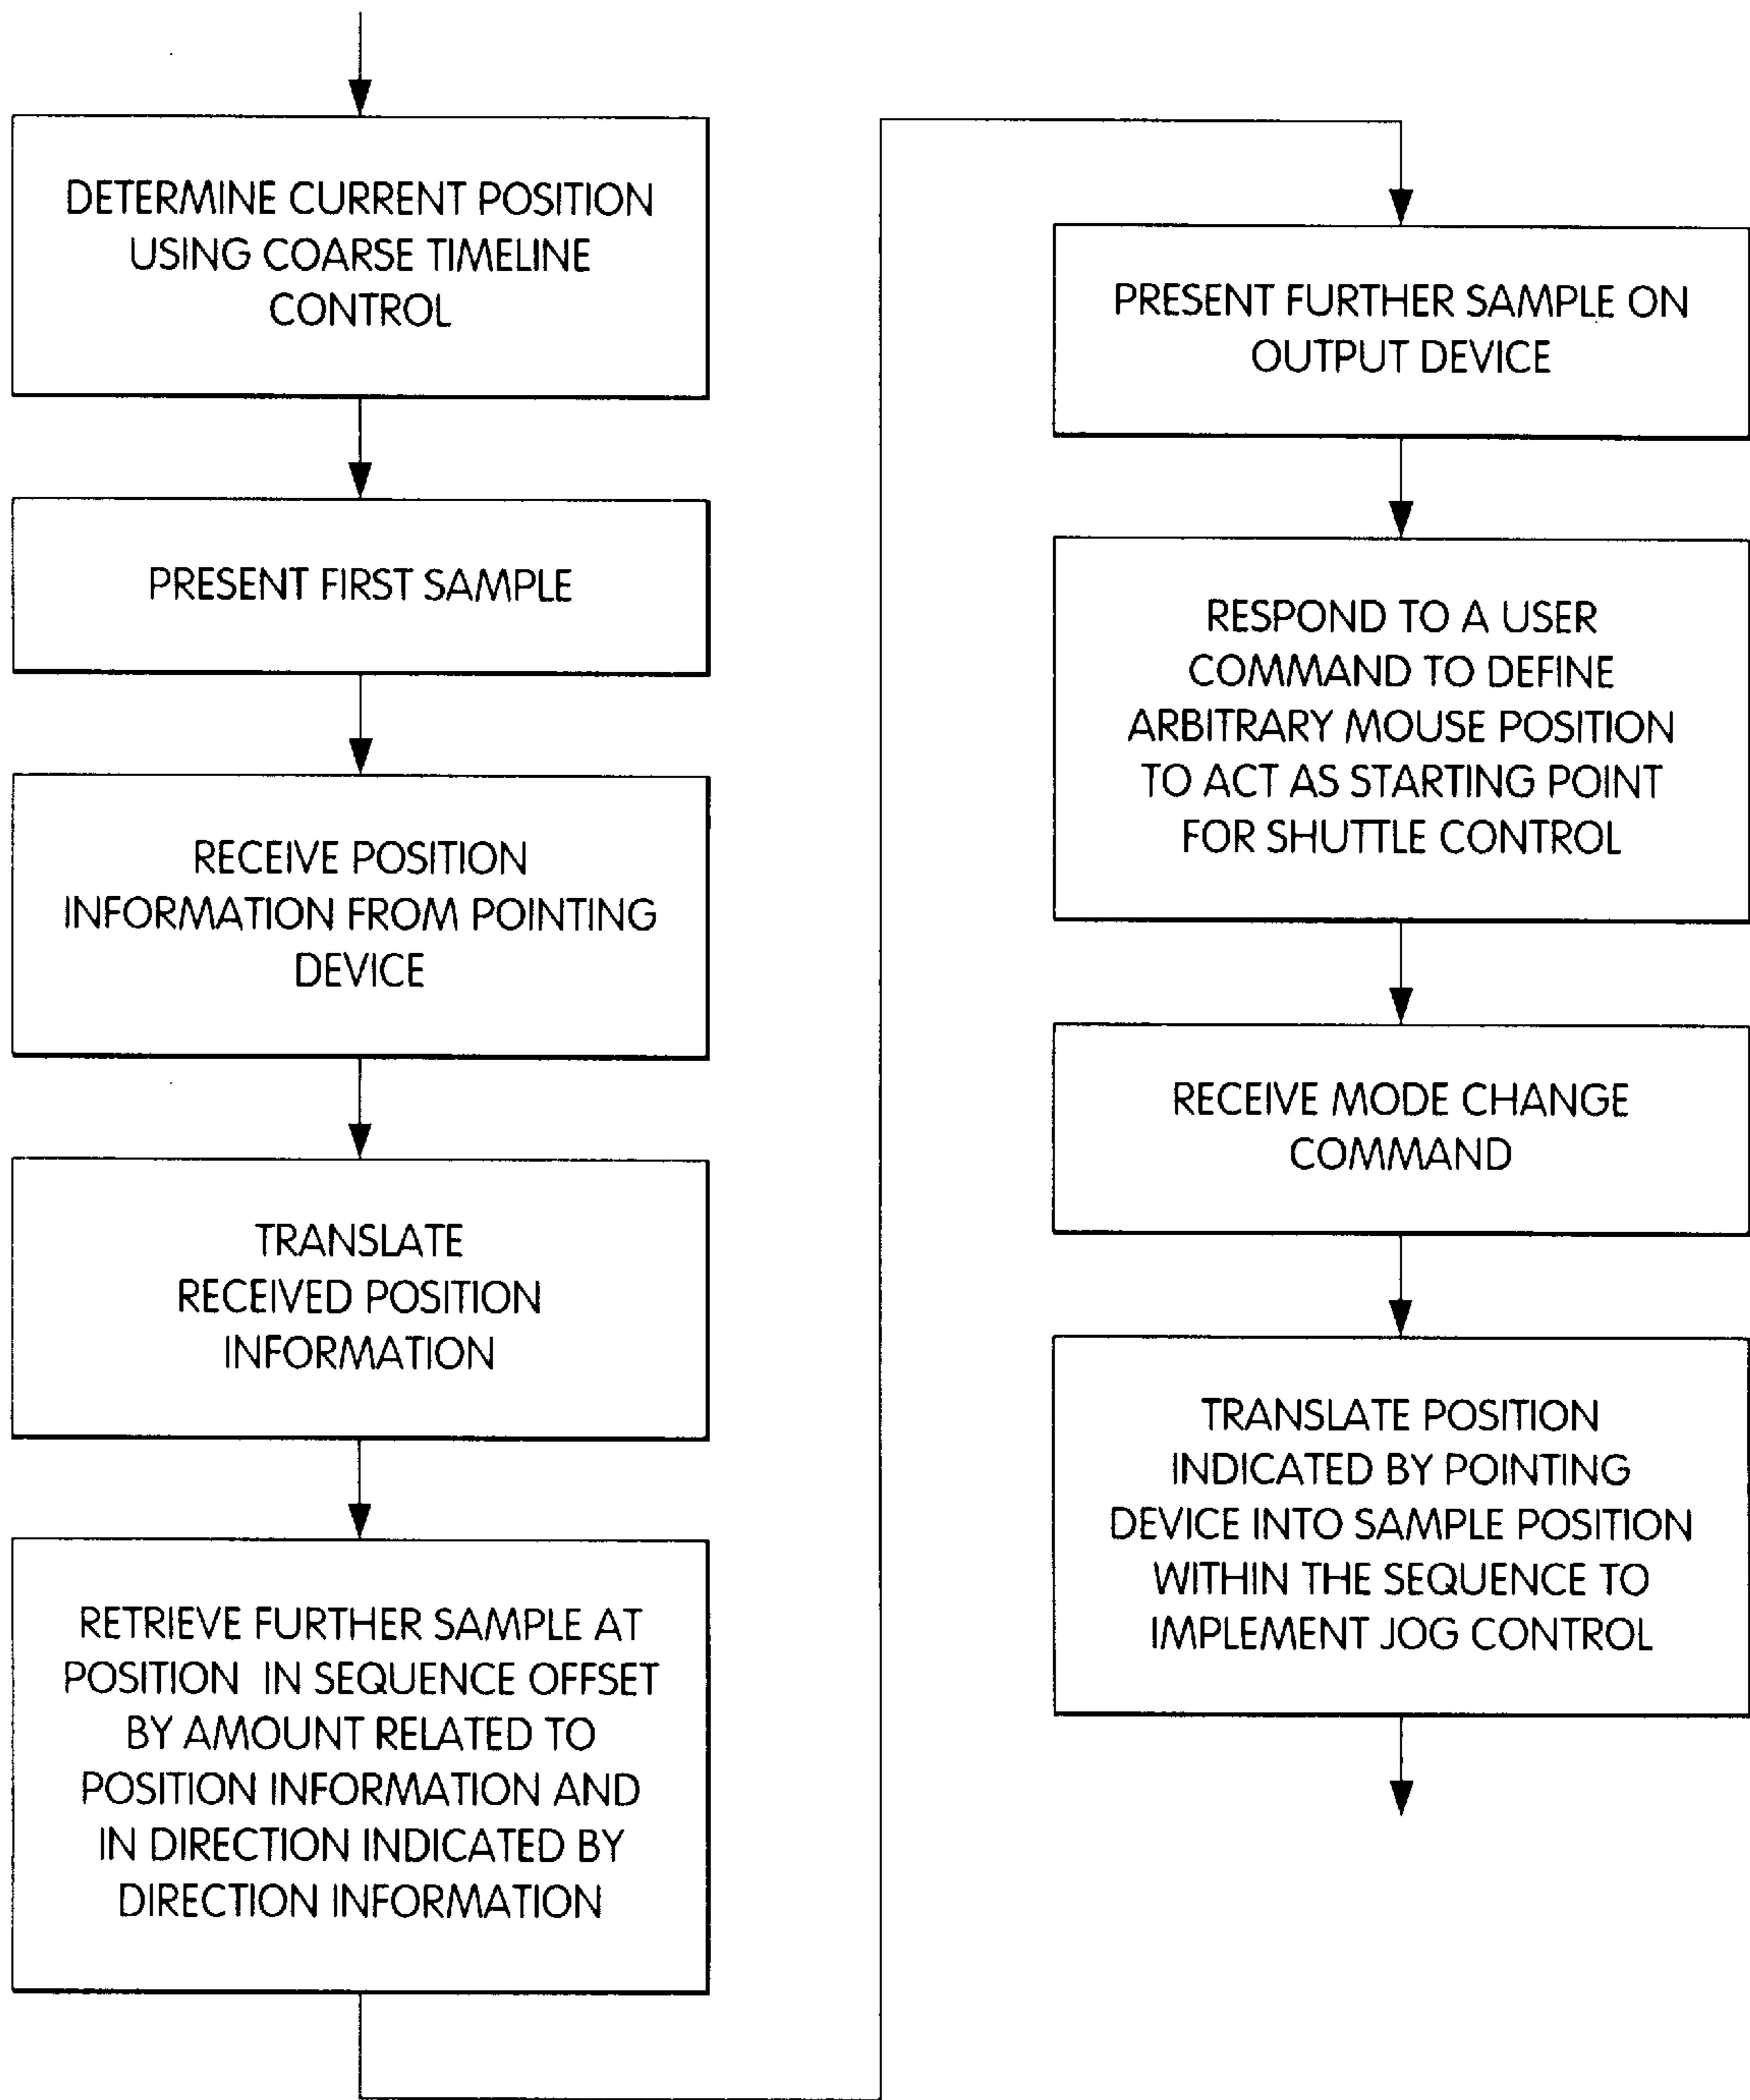 DETERMINE CURRENT POSITION
USING COARSE TIMELINE
CONTROL
PRESENT FIRST SAMPLE
RECEIVE POSITION
INFORMATION FROM POINTING
DEVICE
TRANSLATE
RECEIVED POSITION
INFORMATION
RETRIEVE FURTHER SAMPLE AT
POSITION IN SEQUENCE OFFSET
BY AMOUNT RELATED TO
POSITION INFORMATION AND
IN DIRECTION INDICATED BY
DIRECTION INFORMATION
PRESENT FURTHER SAMPLE ON
OUTPUT DEVICE
RESPOND TO A USER
COMMAND TO DEFINE
ARBITRARY MOUSE POSITION
TO ACT AS STARTING POINT
FOR SHUTTLE CONTROL
RECEIVE MODE CHANGE
COMMAND
TRANSLATE POSITION
INDICATED BY POINTING
DEVICE INTO SAMPLE POSITION
WITHIN THE SEQUENCE TO
IMPLEMENT JOG CONTROL